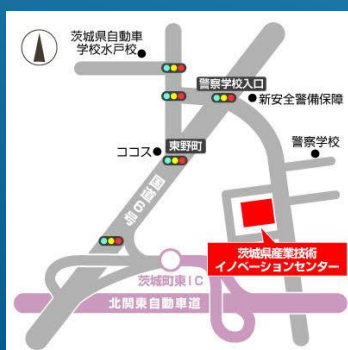 茨城県自動車
学校水戸校
警察学校入口
新安全警備保障
東野町
ココス
警察学校
国道6号
茨城県産業技術
イノベーションセンター
茨城町東IC
北関東自動車道